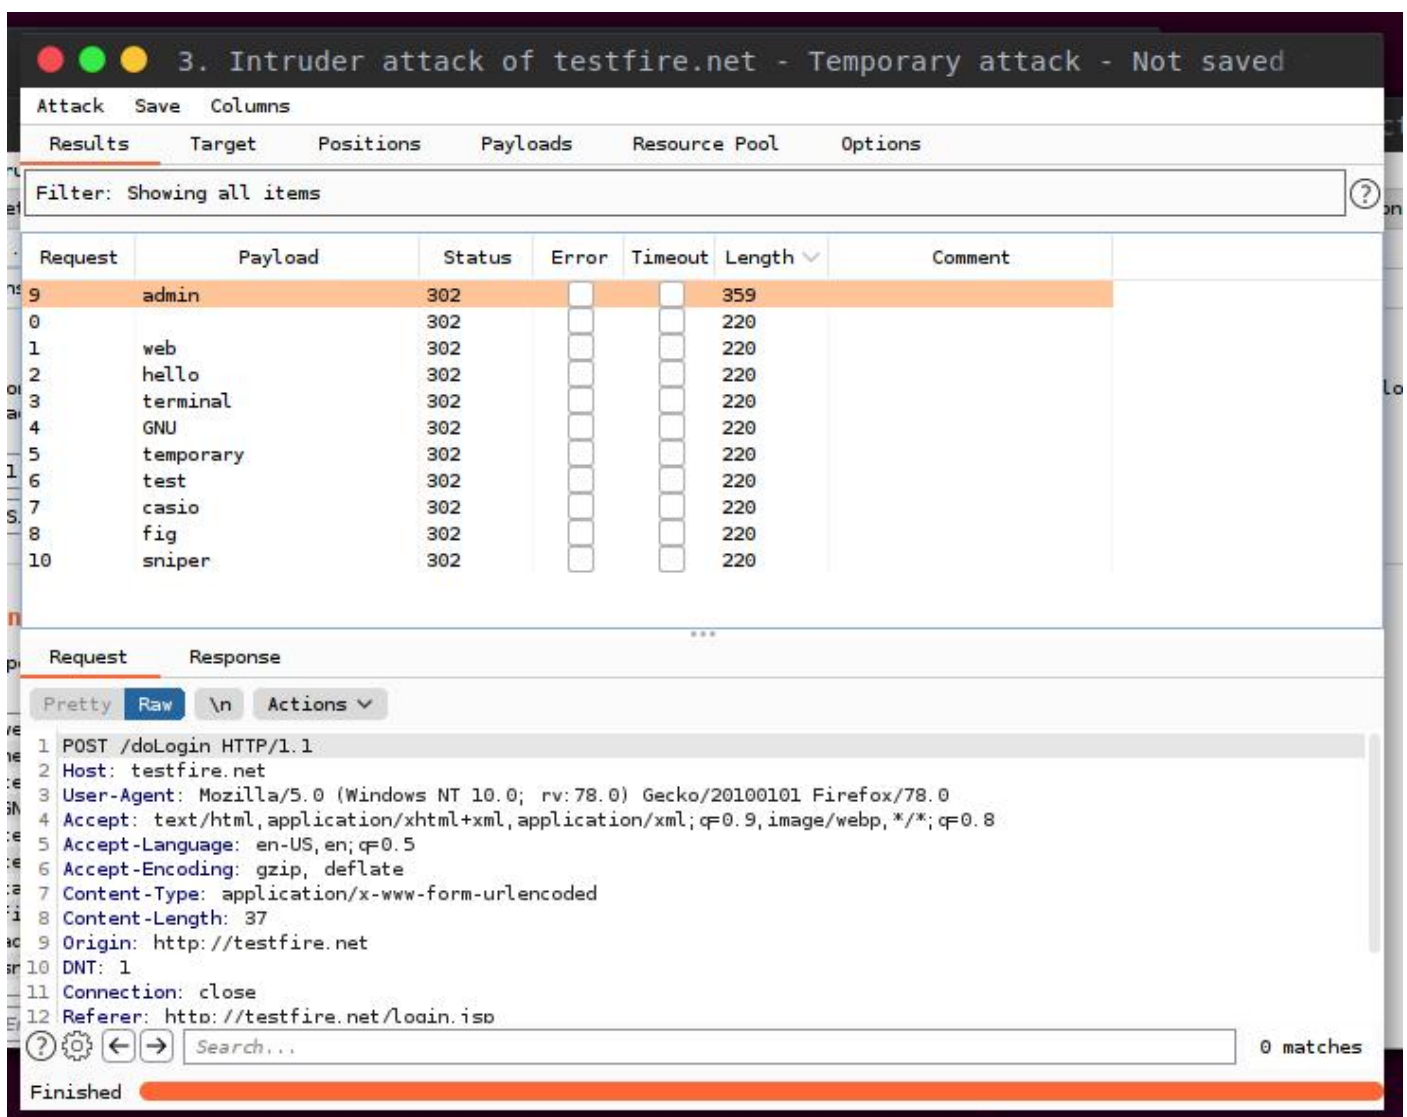 3. Intruder attack of testfire.net - Temporary attack - Not saved
Attack Save Columns
Results Target Positions Payloads Resource Pool Options
Filter: Showing all items
Request Payload Status Error Timeout Length Comment
9 admin 302 359
0 302 220
1 web 302 220
2 hello 302 220
3 terminal 302 220
4 GNU 302 220
5 temporary 302 220
6 test 302 220
7 casio 302 220
8 fig 302 220
10 sniper 302 220
Request Response
Pretty Raw \n Actions
1 POST /doLogin HTTP/1.1
2 Host: testfire.net
3 User-Agent: Mozilla/5.0 (Windows NT 10.0; rv:78.0) Gecko/20100101 Firefox/78.0
4 Accept: text/html,application/xhtml+xml,application/xml;q=0.9,image/webp,*/*;q=0.8
5 Accept-Language: en-US,en;q=0.5
6 Accept-Encoding: gzip, deflate
7 Content-Type: application/x-www-form-urlencoded
8 Content-Length: 37
9 Origin: http://testfire.net
10 DNT: 1
11 Connection: close
12 Referer: http://testfire.net/login.jsp
Search... 0 matches
Finished